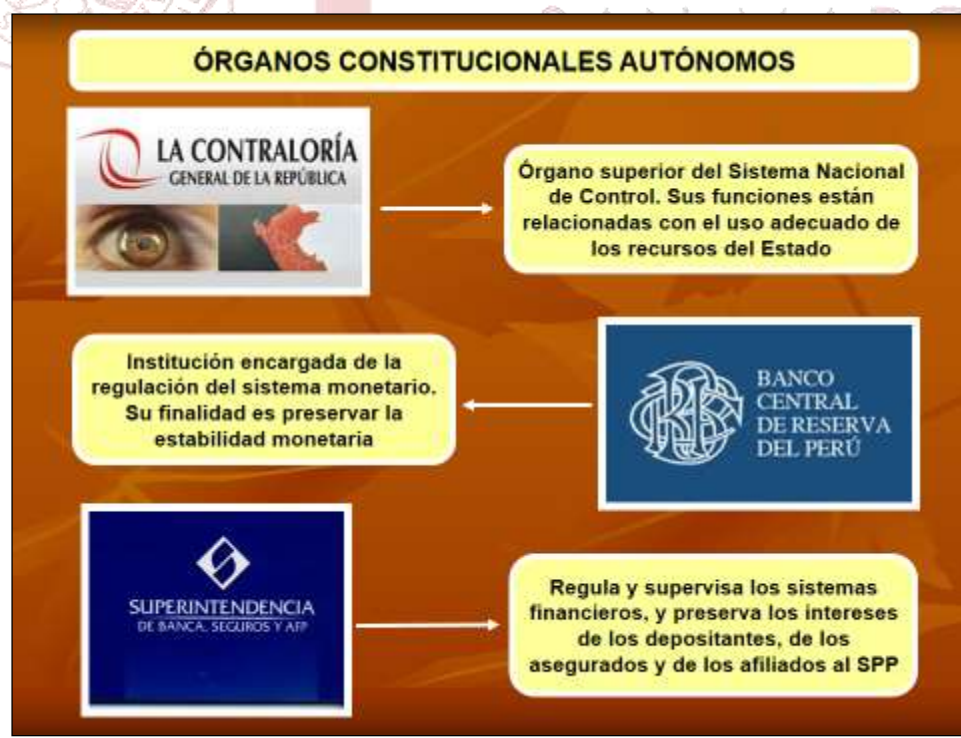 ÓRGANOS CONSTITUCIONALES AUTÓNOMOS
LA CONTRALORÍA
GENERAL DE LA REPÚBLICA
Órgano superior del Sistema Nacional
de Control. Sus funciones están
relacionadas con el uso adecuado de
los recursos del Estado
Institución encargada de la
regulación del sistema monetario.
Su finalidad es preservar la
estabilidad monetaria
BANCO
CENTRAL
DE RESERVA
DEL PERÚ
SUPERINTENDENCIA
DE BANCA, SEGUROS Y AFP
Regula y supervisa los sistemas
financieros, y preserva los intereses
de los depositantes, de los
asegurados y de los afiliados al SPP